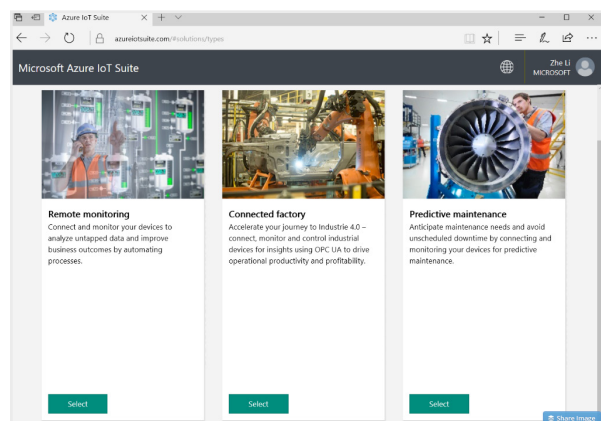 Azure IoT Suite
azureiotsuite.com/#solutions/types
Microsoft Azure IoT Suite
Zhe Li
MICROSOFT
Remote monitoring
Connect and monitor your devices to
analyze untapped data and improve
business outcomes by automating
processes.
Select
Connected factory
Accelerate your journey to Industrie 4.0 –
connect, monitor and control industrial
devices for insights using OPC UA to drive
operational productivity and profitability.
Select
Predictive maintenance
Anticipate maintenance needs and avoid
unscheduled downtime by connecting and
monitoring your devices for predictive
maintenance.
Select
Share Image